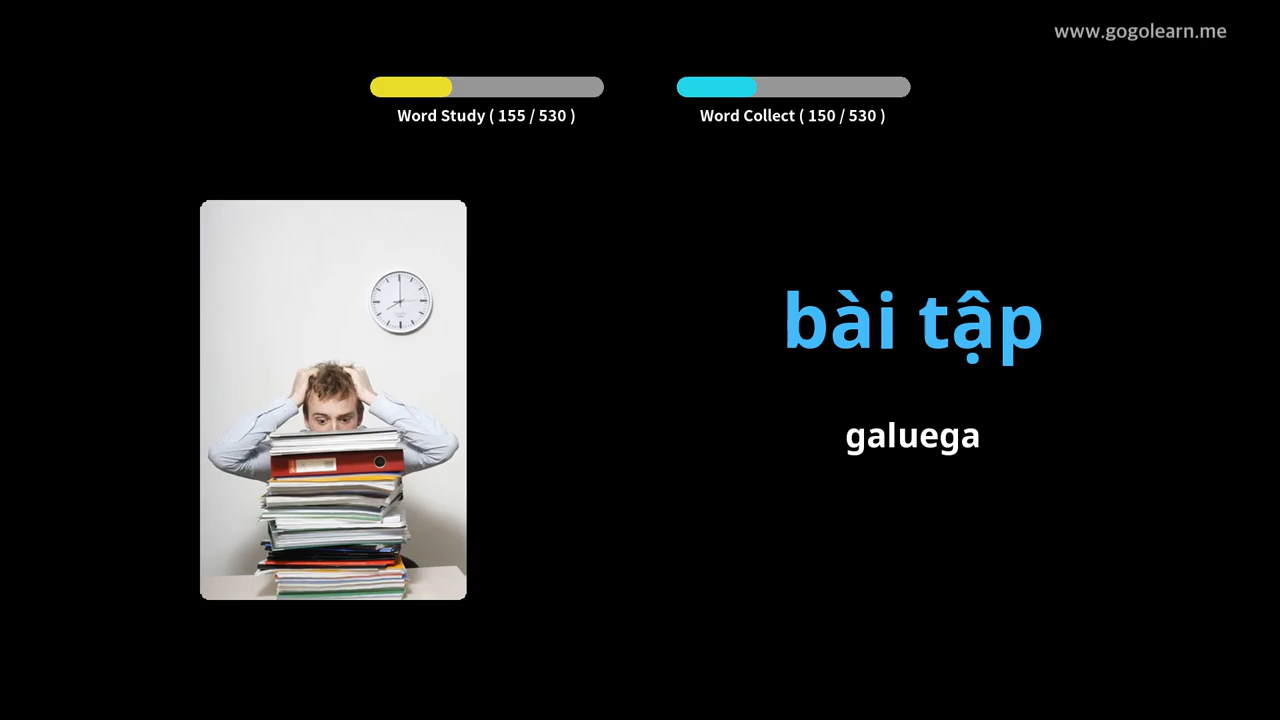 www.gogolearn.me
Word Study ( 155 / 530 )
Word Collect ( 150 / 530 )
bài tập
galuega